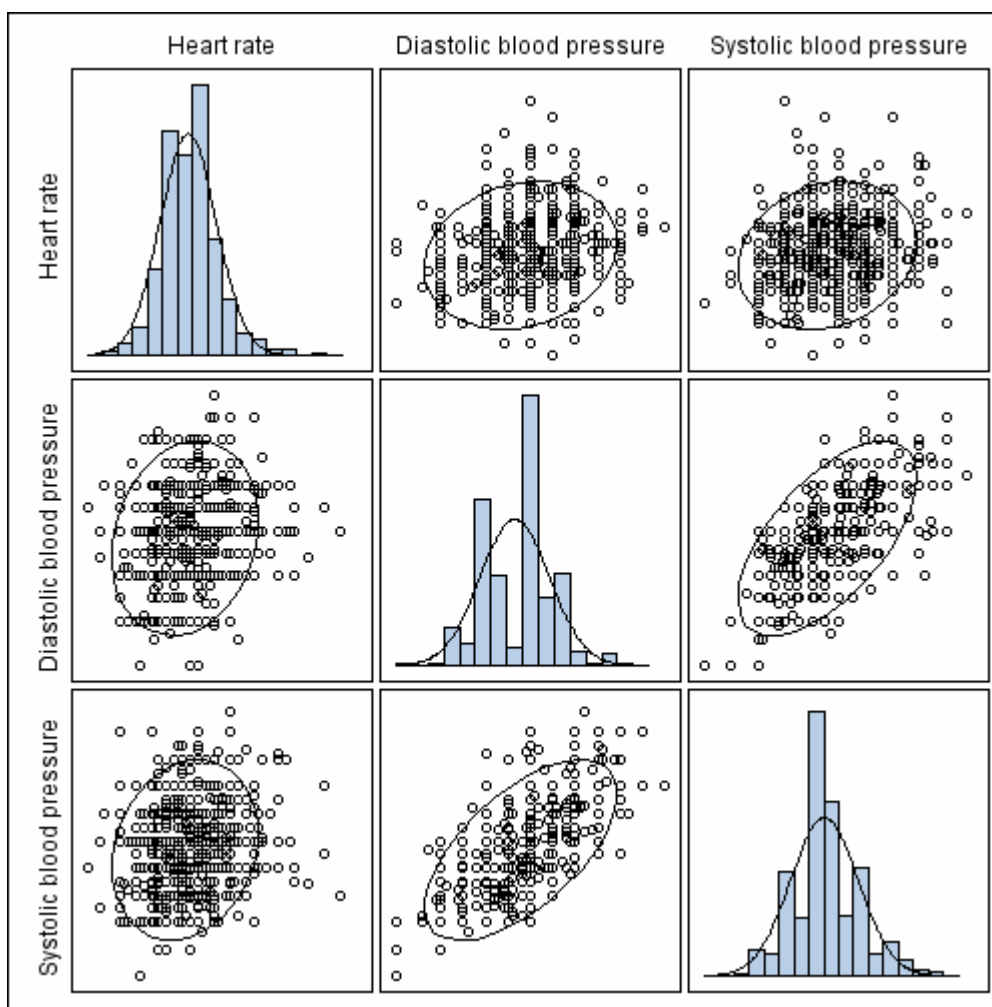 Heart rate
Diastolic blood pressure
Systolic blood pressure
Heart rate
Diastolic blood pressure
Systolic blood pressure